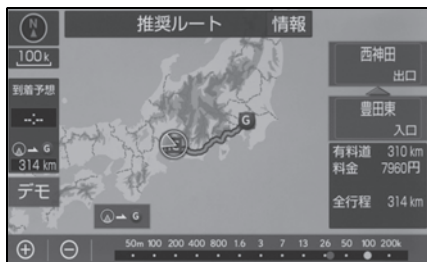 N
推奨ルート 情報
100k
到着予想
--:--
G
314 km
デモ
G
G
西神田
出口
豊田東
入口
有料道 310 km
料金 7960円
全行程 314 km
50m 100 200 400 800 1.6 3 7 13 26 50 100 200k